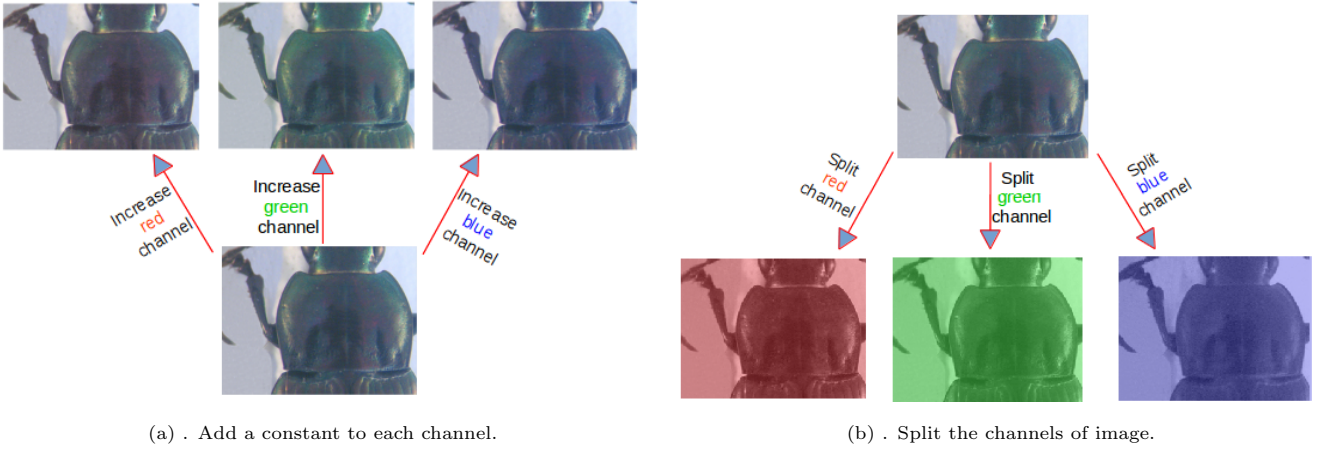 Increase
red
channel
Increase
green
channel
Increase
blue
channel
(a) . Add a constant to each channel.
Split
red
channel
Split
green
channel
Split
blue
channel
(b) . Split the channels of image.